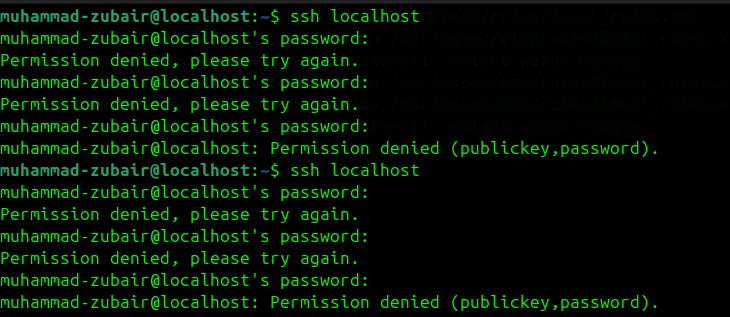 muhammad-zubair@localhost:~$ ssh localhost
muhammad-zubair@localhost's password:
Permission denied, please try again.
muhammad-zubair@localhost's password:
Permission denied, please try again.
muhammad-zubair@localhost's password:
muhammad-zubair@localhost: Permission denied (publickey,password).
muhammad-zubair@localhost:~$ ssh localhost
muhammad-zubair@localhost's password:
Permission denied, please try again.
muhammad-zubair@localhost's password:
Permission denied, please try again.
muhammad-zubair@localhost's password:
muhammad-zubair@localhost: Permission denied (publickey,password).